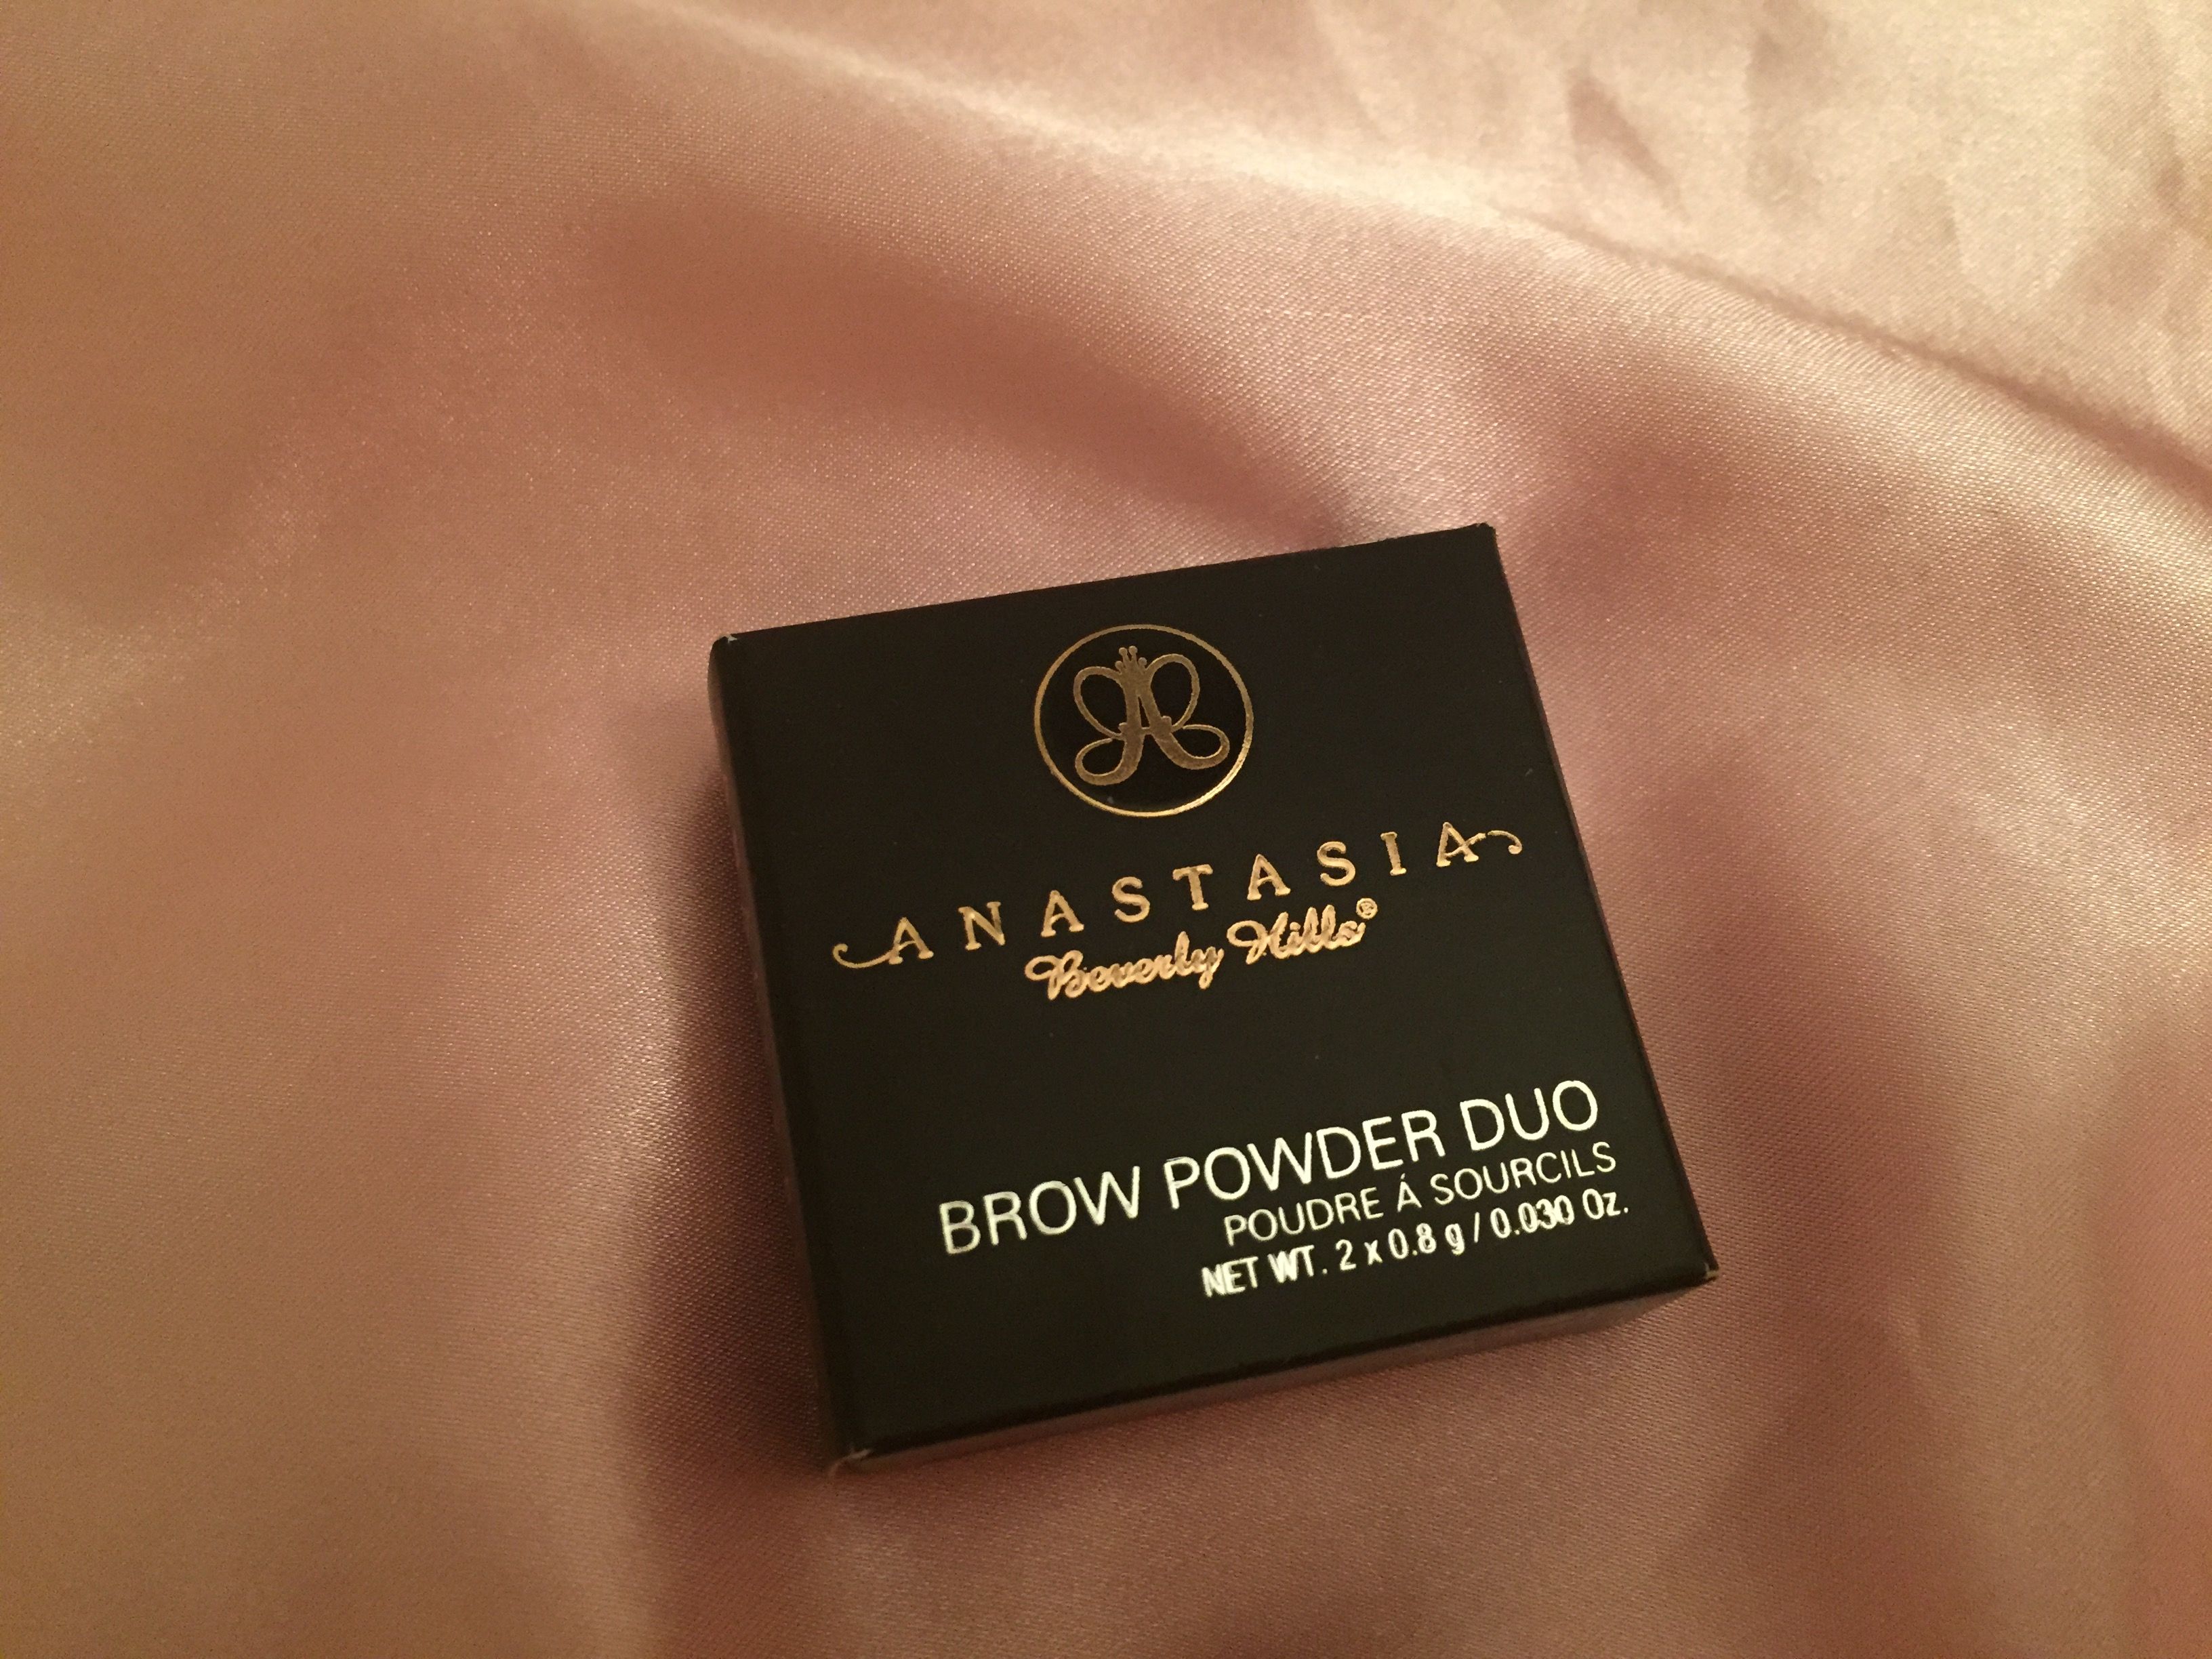 ANASTASIA
Beverly Hills®
BROW POWDER DUO
POUDRE Á SOURCILS
NET WT. 2 x 0.8 g / 0.030 Oz.